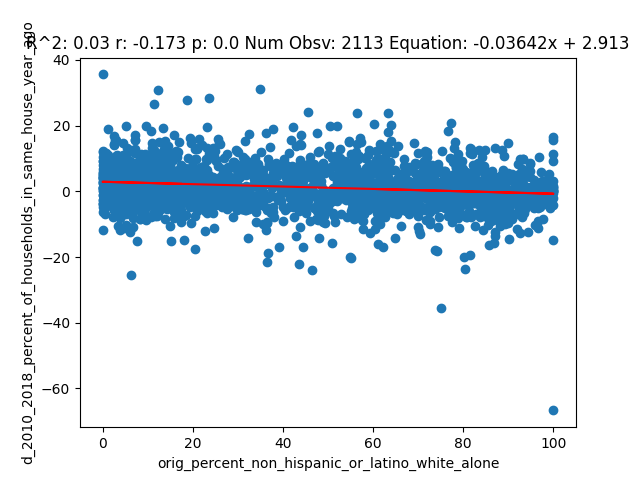 R^2: 0.03 r: -0.173 p: 0.0 Num Obsv: 2113 Equation: -0.03642x + 2.913
d_2010_2018_percent_of_households_in_same_house_year_ago
40
20
0
−20
−40
−60
0 20 40 60 80 100
orig_percent_non_hispanic_or_latino_white_alone